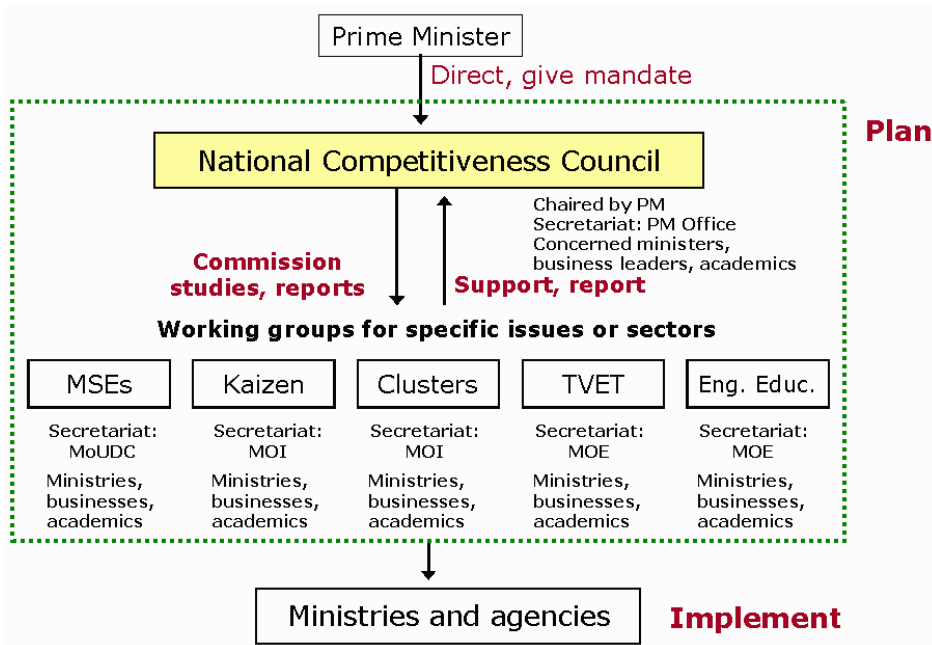 Prime Minister
Direct, give mandate
Plan
National Competitiveness Council
Chaired by PM
Secretariat: PM Office
Concerned ministers,
business leaders, academics
Commission
studies, reports
Support, report
Working groups for specific issues or sectors
MSEs
Kaizen
Clusters
TVET
Eng. Educ.
Secretariat:
MoUDC
Secretariat:
MOI
Secretariat:
MOI
Secretariat:
MOE
Secretariat:
MOE
Ministries,
businesses,
academics
Ministries,
businesses,
academics
Ministries,
businesses,
academics
Ministries,
businesses,
academics
Ministries,
businesses,
academics
Ministries and agencies
Implement